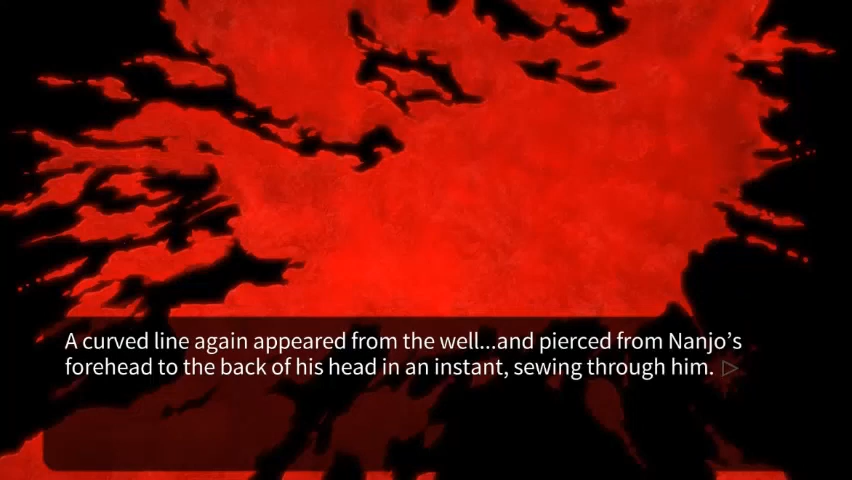 A curved line again appeared from the well...and pierced from Nanjo’s
forehead to the back of his head in an instant, sewing through him.